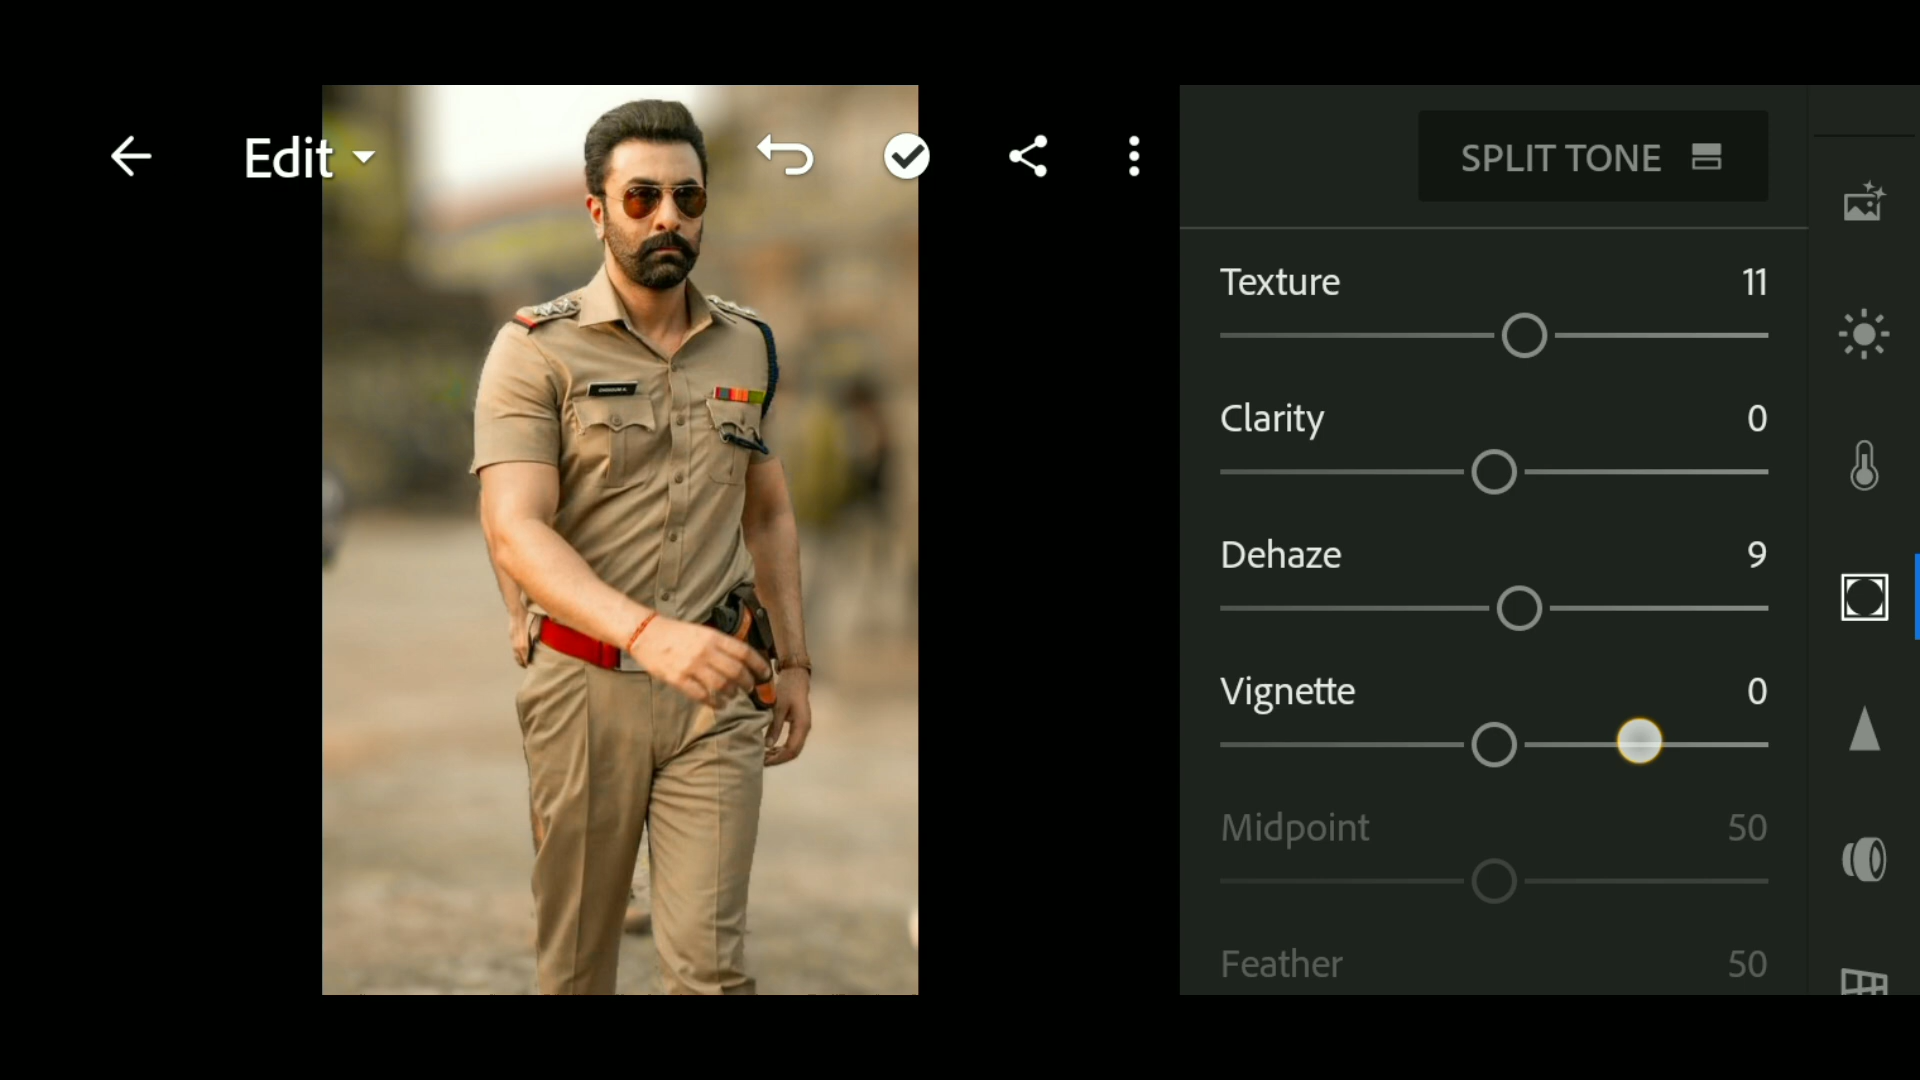 Edit
SPLIT TONE
Texture 11
Clarity 0
Dehaze 9
Vignette 0
Midpoint 50
Feather 50